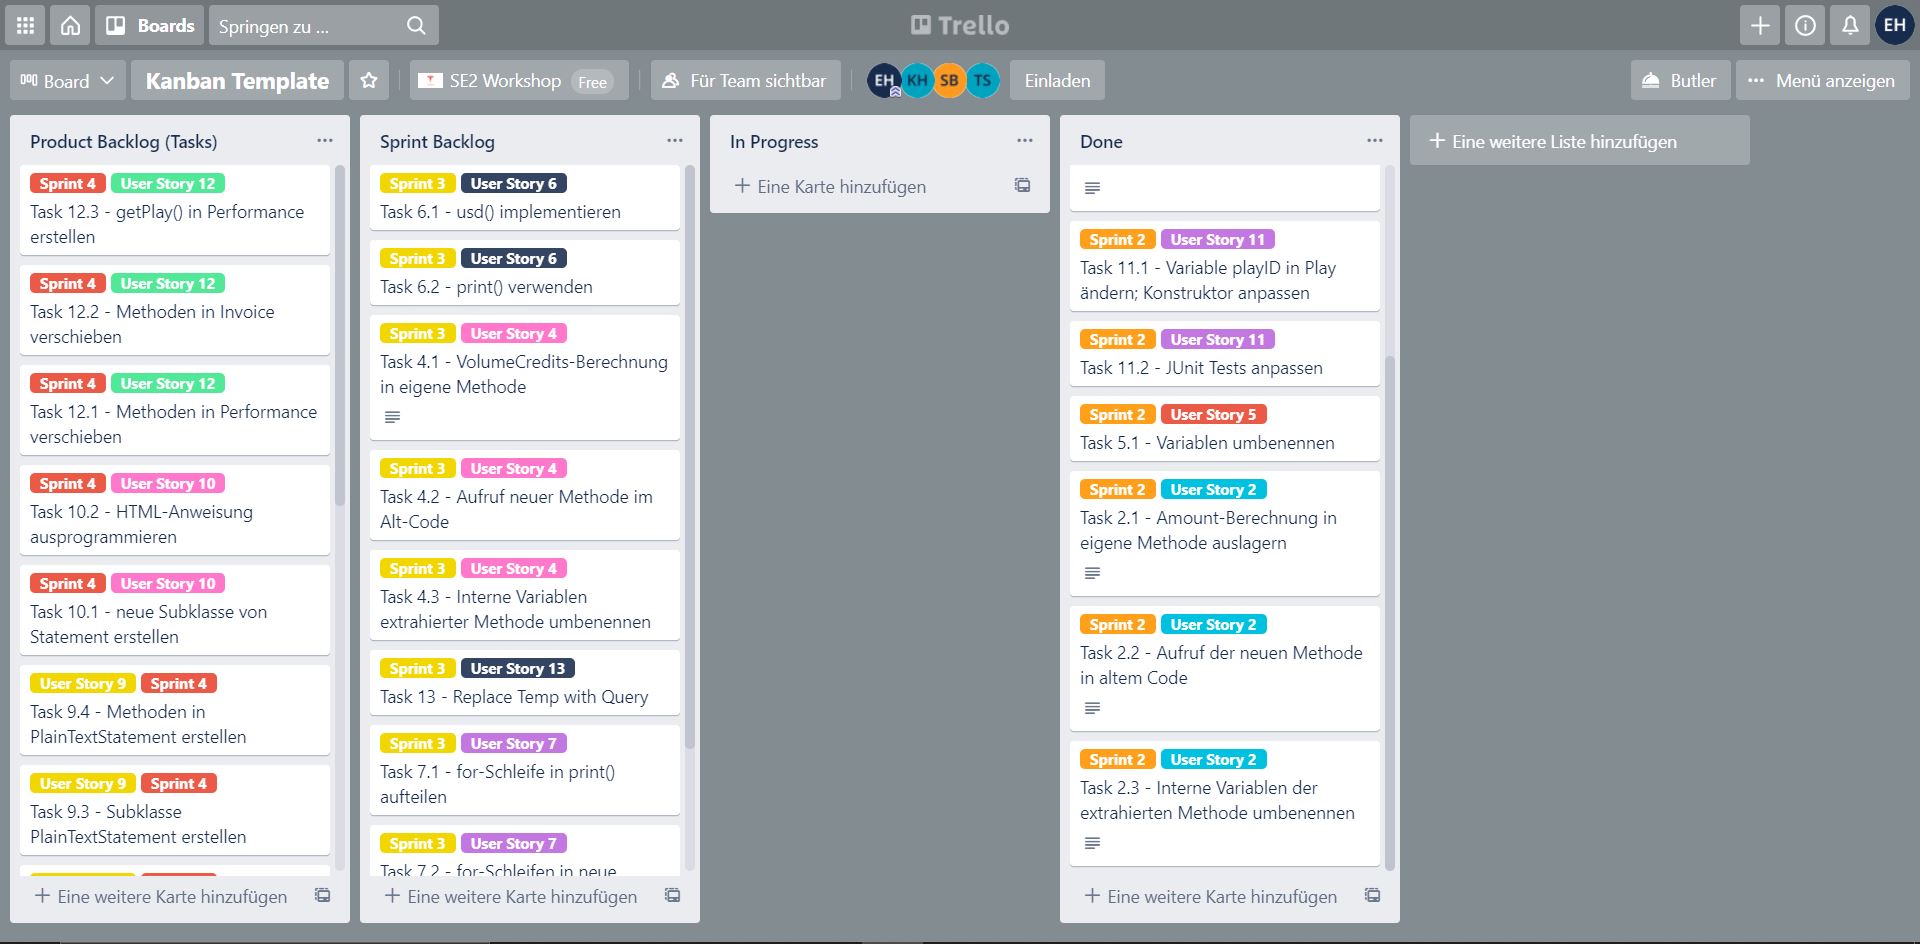 Boards
Springen zu ...
Trello
EH
Board
Kanban Template
SE2 Workshop
Free
Für Team sichtbar
EH KH SB TS
Einladen
Butler
Menü anzeigen
Product Backlog (Tasks)
Sprint 4 User Story 12
Task 12.3 - getPlay() in Performance
erstellen
Sprint 4 User Story 12
Task 12.2 - Methoden in Invoice
verschieben
Sprint 4 User Story 12
Task 12.1 - Methoden in Performance
verschieben
Sprint 4 User Story 10
Task 10.2 - HTML-Anweisung
ausprogrammieren
Sprint 4 User Story 10
Task 10.1 - neue Subklasse von
Statement erstellen
User Story 9 Sprint 4
Task 9.4 - Methoden in
PlainTextStatement erstellen
User Story 9 Sprint 4
Task 9.3 - Subklasse
PlainTextStatement erstellen
Eine weitere Karte hinzufügen
Sprint Backlog
Sprint 3 User Story 6
Task 6.1 - usd() implementieren
Sprint 3 User Story 6
Task 6.2 - print() verwenden
Sprint 3 User Story 4
Task 4.1 - VolumeCredits-Berechnung
in eigene Methode
Sprint 3 User Story 4
Task 4.2 - Aufruf neuer Methode im
Alt-Code
Sprint 3 User Story 4
Task 4.3 - Interne Variablen
extrahierter Methode umbenennen
Sprint 3 User Story 13
Task 13 - Replace Temp with Query
Sprint 3 User Story 7
Task 7.1 - for-Schleife in print()
aufteilen
Sprint 3 User Story 7
Task 7.2 - for-Schleifen in neue
Eine weitere Karte hinzufügen
In Progress
Eine Karte hinzufügen
Done
Sprint 2 User Story 11
Task 11.1 - Variable playID in Play
ändern; Konstruktor anpassen
Sprint 2 User Story 11
Task 11.2 - JUnit Tests anpassen
Sprint 2 User Story 5
Task 5.1 - Variablen umbenennen
Sprint 2 User Story 2
Task 2.1 - Amount-Berechnung in
eigene Methode auslagern
Sprint 2 User Story 2
Task 2.2 - Aufruf der neuen Methode
in altem Code
Sprint 2 User Story 2
Task 2.3 - Interne Variablen der
extrahierten Methode umbenennen
Eine weitere Karte hinzufügen
Eine weitere Liste hinzufügen